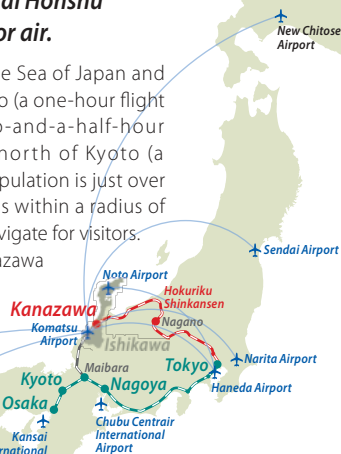 al Honshu
or air.
e Sea of Japan and
o (a one-hour flight
o-and-a-half-hour
north of Kyoto (a
pulation is just over
s within a radius of
vigate for visitors.
zawa
New Chitose
Airport
Sendai Airport
Noto Airport
Hokuriku
Shinkansen
Kanazawa
Komatsu
Airport
Nagano
Ishikawa
Maibara
Tokyo
Narita Airport
Haneda Airport
Kyoto
Nagoya
Osaka
Chubu Centrair
International
Airport
Kansai
rnational